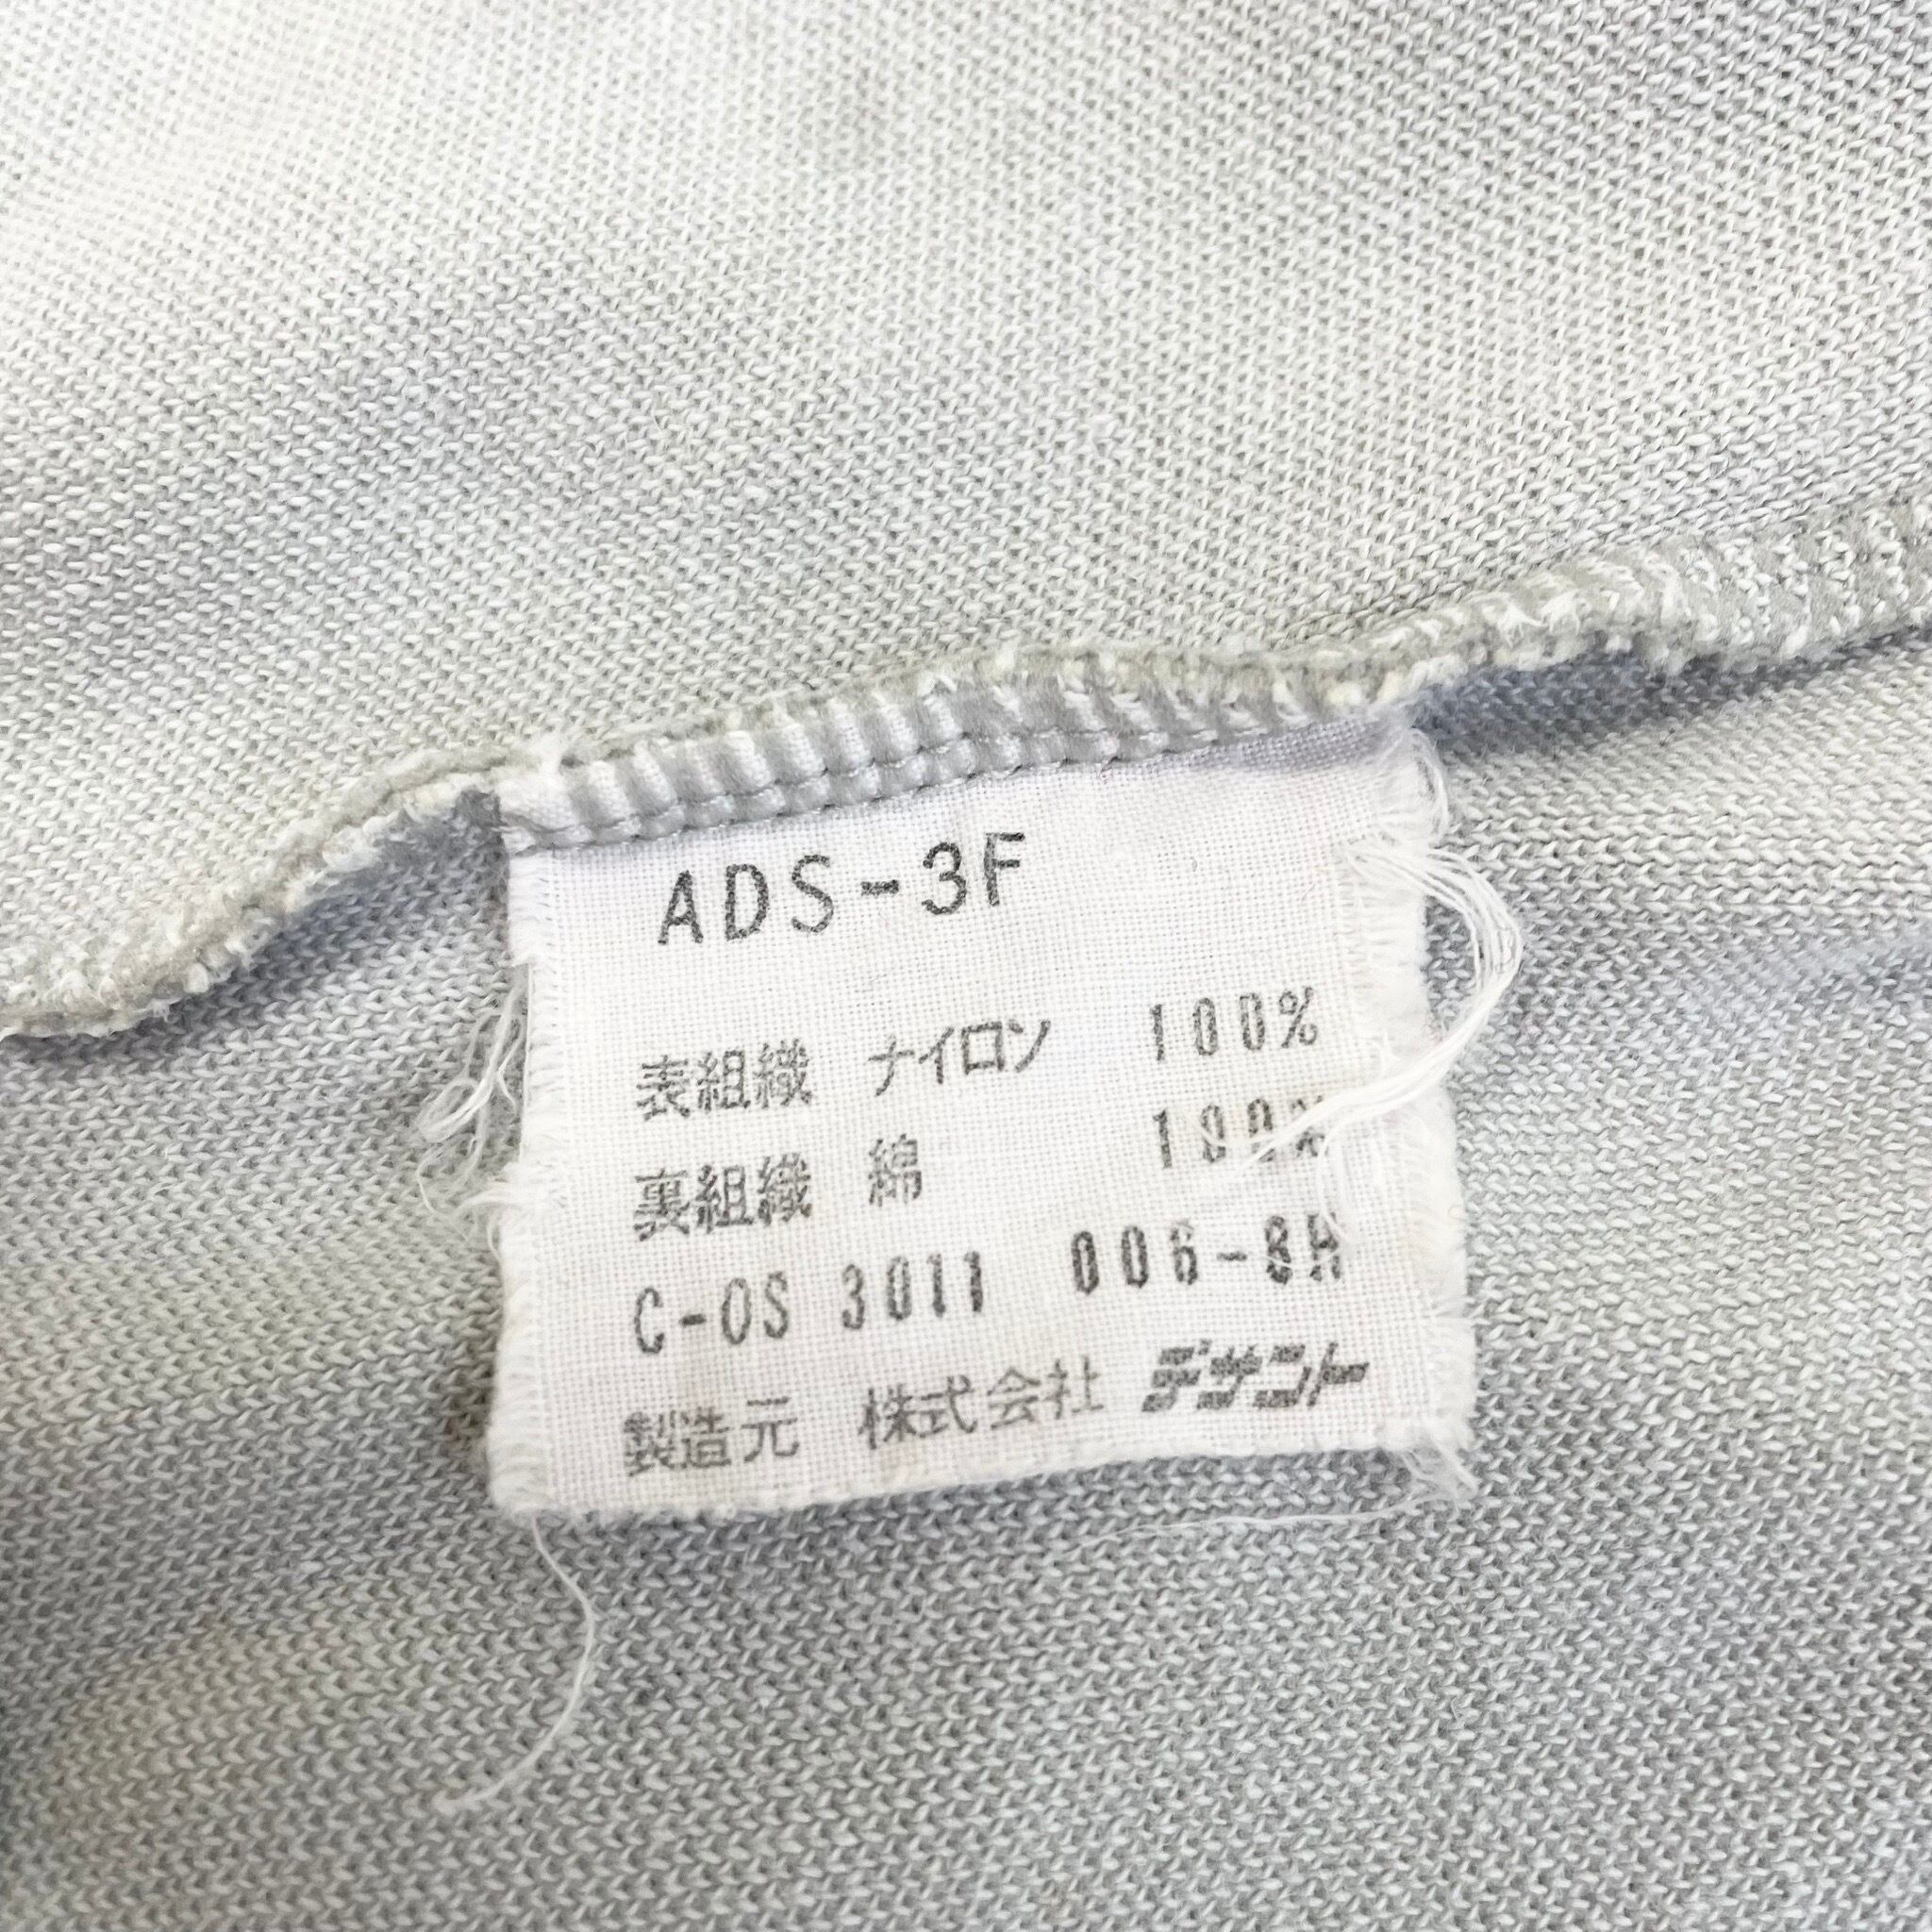 ADS-3F
表組織 ナイロン 100%
裏組織 綿 100%
C-OS 3011 006-8H
製造元 株式会社 デサント